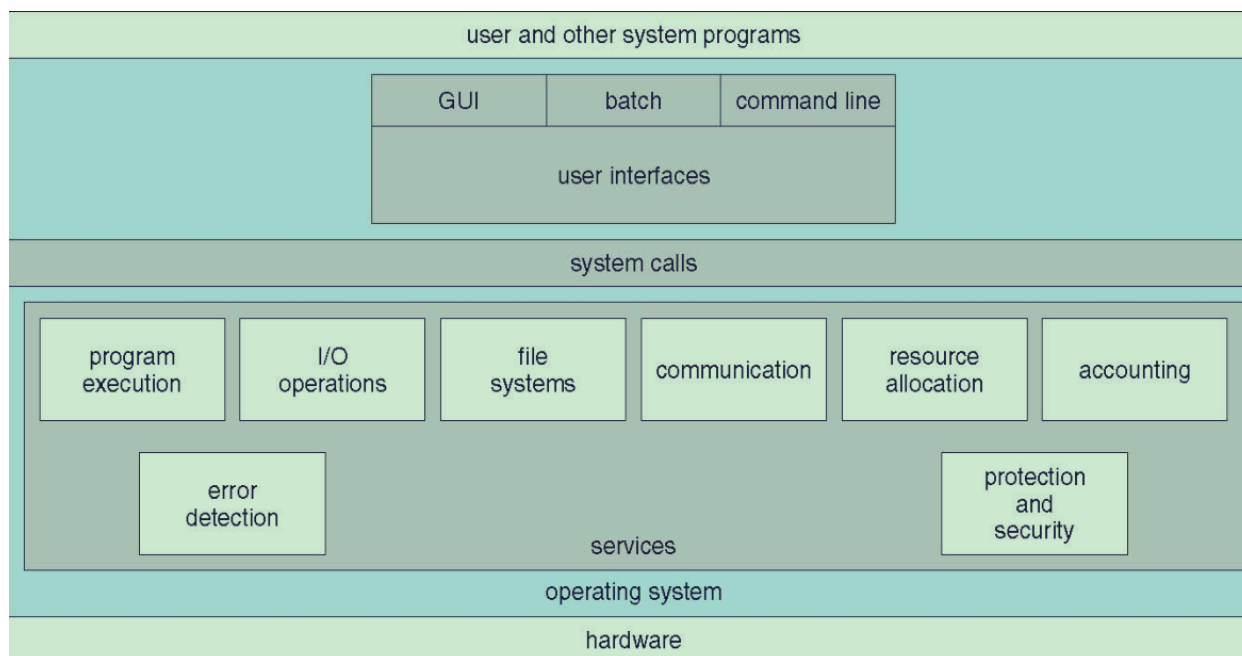 user and other system programs
GUI batch command line
user interfaces
system calls
program
execution
I/O
operations
file
systems
communication
resource
allocation
accounting
error
detection
protection
and
security
services
operating system
hardware